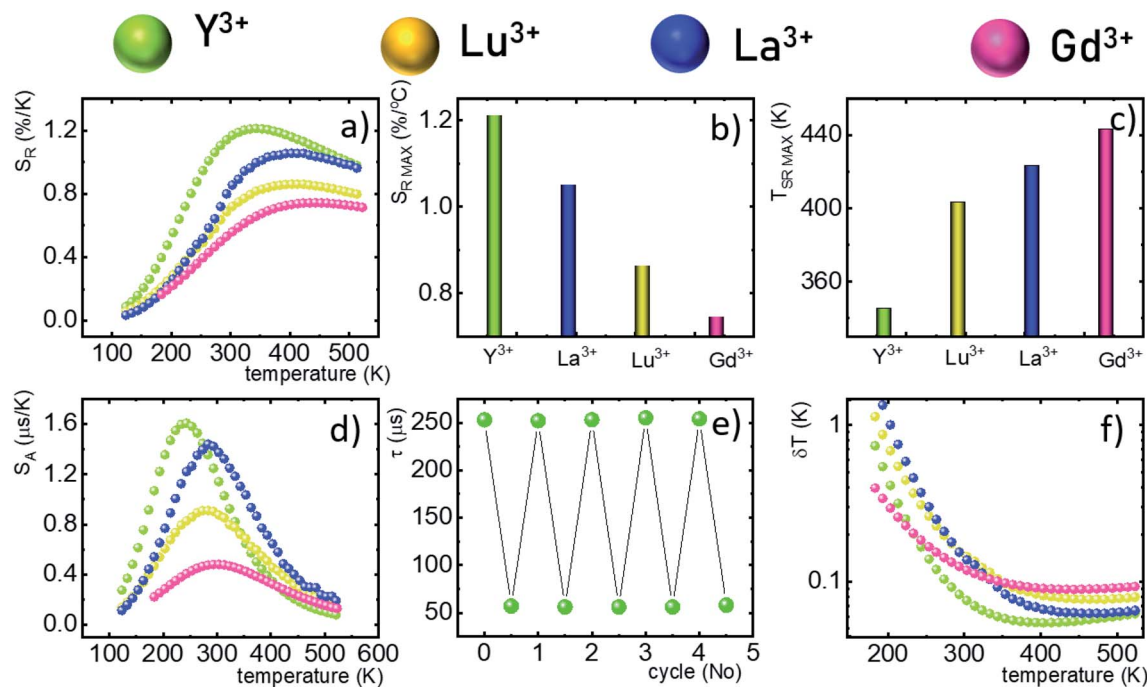 Y3+ Lu3+ La3+ Gd3+
a)
SR (%/K)
1.2
0.8
0.4
0.0
100 200 300 400 500
temperature (K)
b)
SR MAX (%/ºC)
1.2
1.0
0.8
Y3+ La3+ Lu3+ Gd3+
c)
TSR MAX (K)
440
400
360
Y3+ Lu3+ La3+ Gd3+
d)
SA (µs/K)
1.6
1.2
0.8
0.4
0.0
100 200 300 400 500 600
temperature (K)
e)
τ (µs)
250
200
150
100
50
0 1 2 3 4 5
cycle (No)
f)
δT (K)
1
0.1
200 300 400 500
temperature (K)